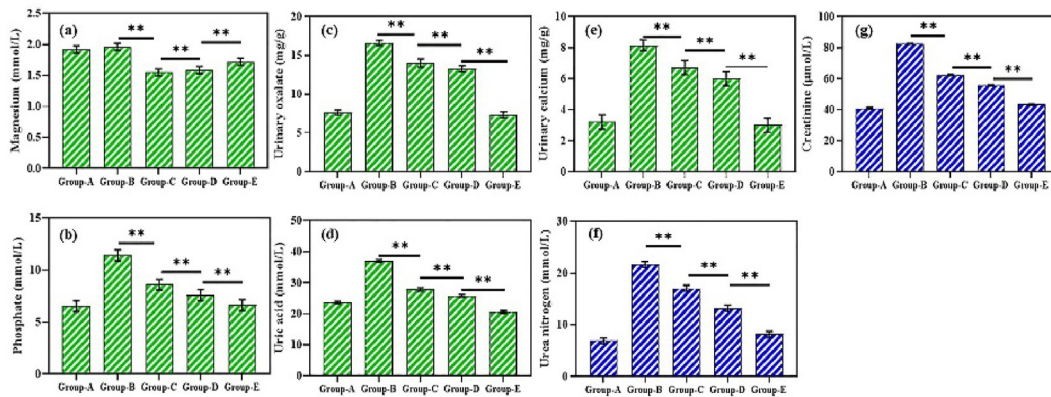 (a)
Magnesium (mmol/L)
2.5
2.0
1.5
1.0
0.5
0.0
** ** **
Group-A Group-B Group-C Group-D Group-E
(c)
Urinary oxalate (mg/g)
20
15
10
5
0
** ** **
Group-A Group-B Group-C Group-D Group-E
(e)
Urinary calcium (mg/g)
10
8
6
4
2
0
** ** **
Group-A Group-B Group-C Group-D Group-E
(g)
Creatinine (μmol/L)
100
80
60
40
20
0
** ** **
Group-A Group-B Group-C Group-D Group-E
(b)
Phosphate (mmol/L)
15
10
5
0
** ** **
Group-A Group-B Group-C Group-D Group-E
(d)
Uric acid (mmol/L)
50
40
30
20
10
0
** ** **
Group-A Group-B Group-C Group-D Group-E
(f)
Urea nitrogen (mmol/L)
30
20
10
0
** ** **
Group-A Group-B Group-C Group-D Group-E